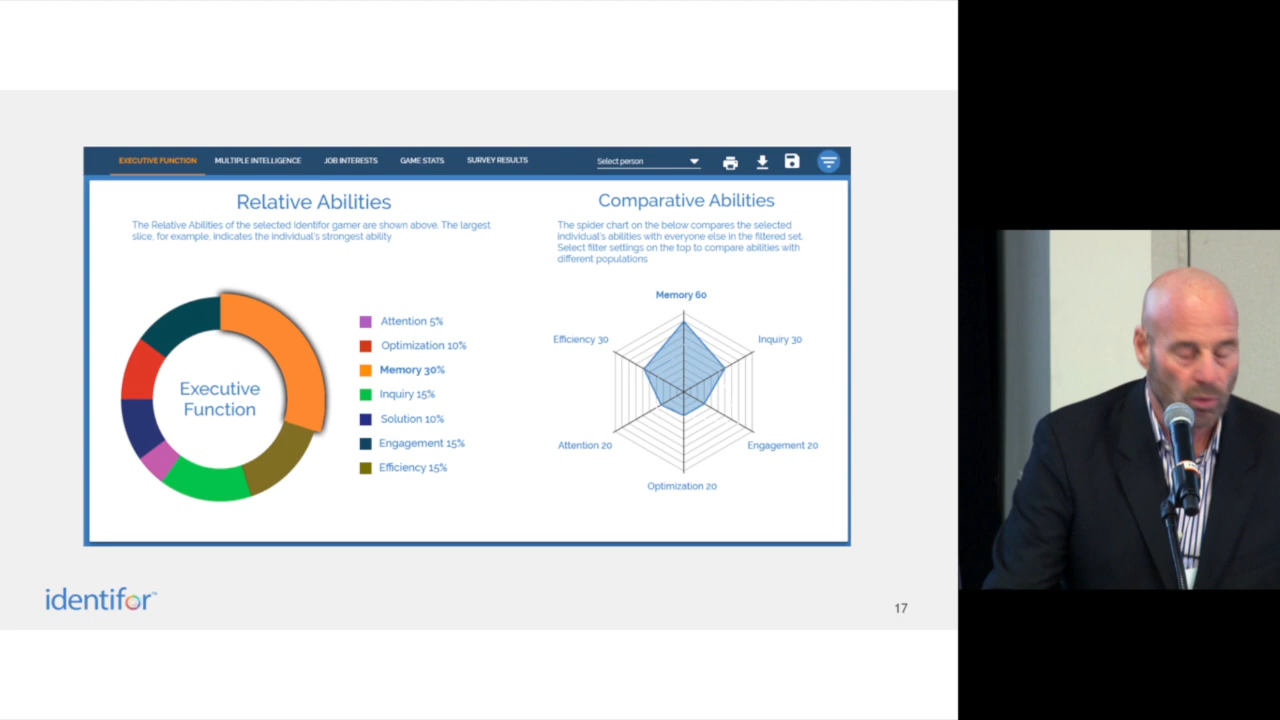 EXECUTIVE FUNCTION MULTIPLE INTELLIGENCE JOB INTERESTS GAME STATS SURVEY RESULTS Select person
Relative Abilities
The Relative Abilities of the selected Identifor gamer are shown above. The largest
slice, for example, indicates the individual's strongest ability
Comparative Abilities
The spider chart on the below compares the selected
individual's abilities with everyone else in the filtered set.
Select filter settings on the top to compare abilities with
different populations
Executive
Function
Attention 5%
Optimization 10%
Memory 30%
Inquiry 15%
Solution 10%
Engagement 15%
Efficiency 15%
Memory 60
Efficiency 30
Inquiry 30
Attention 20
Engagement 20
Optimization 20
identifor™
17